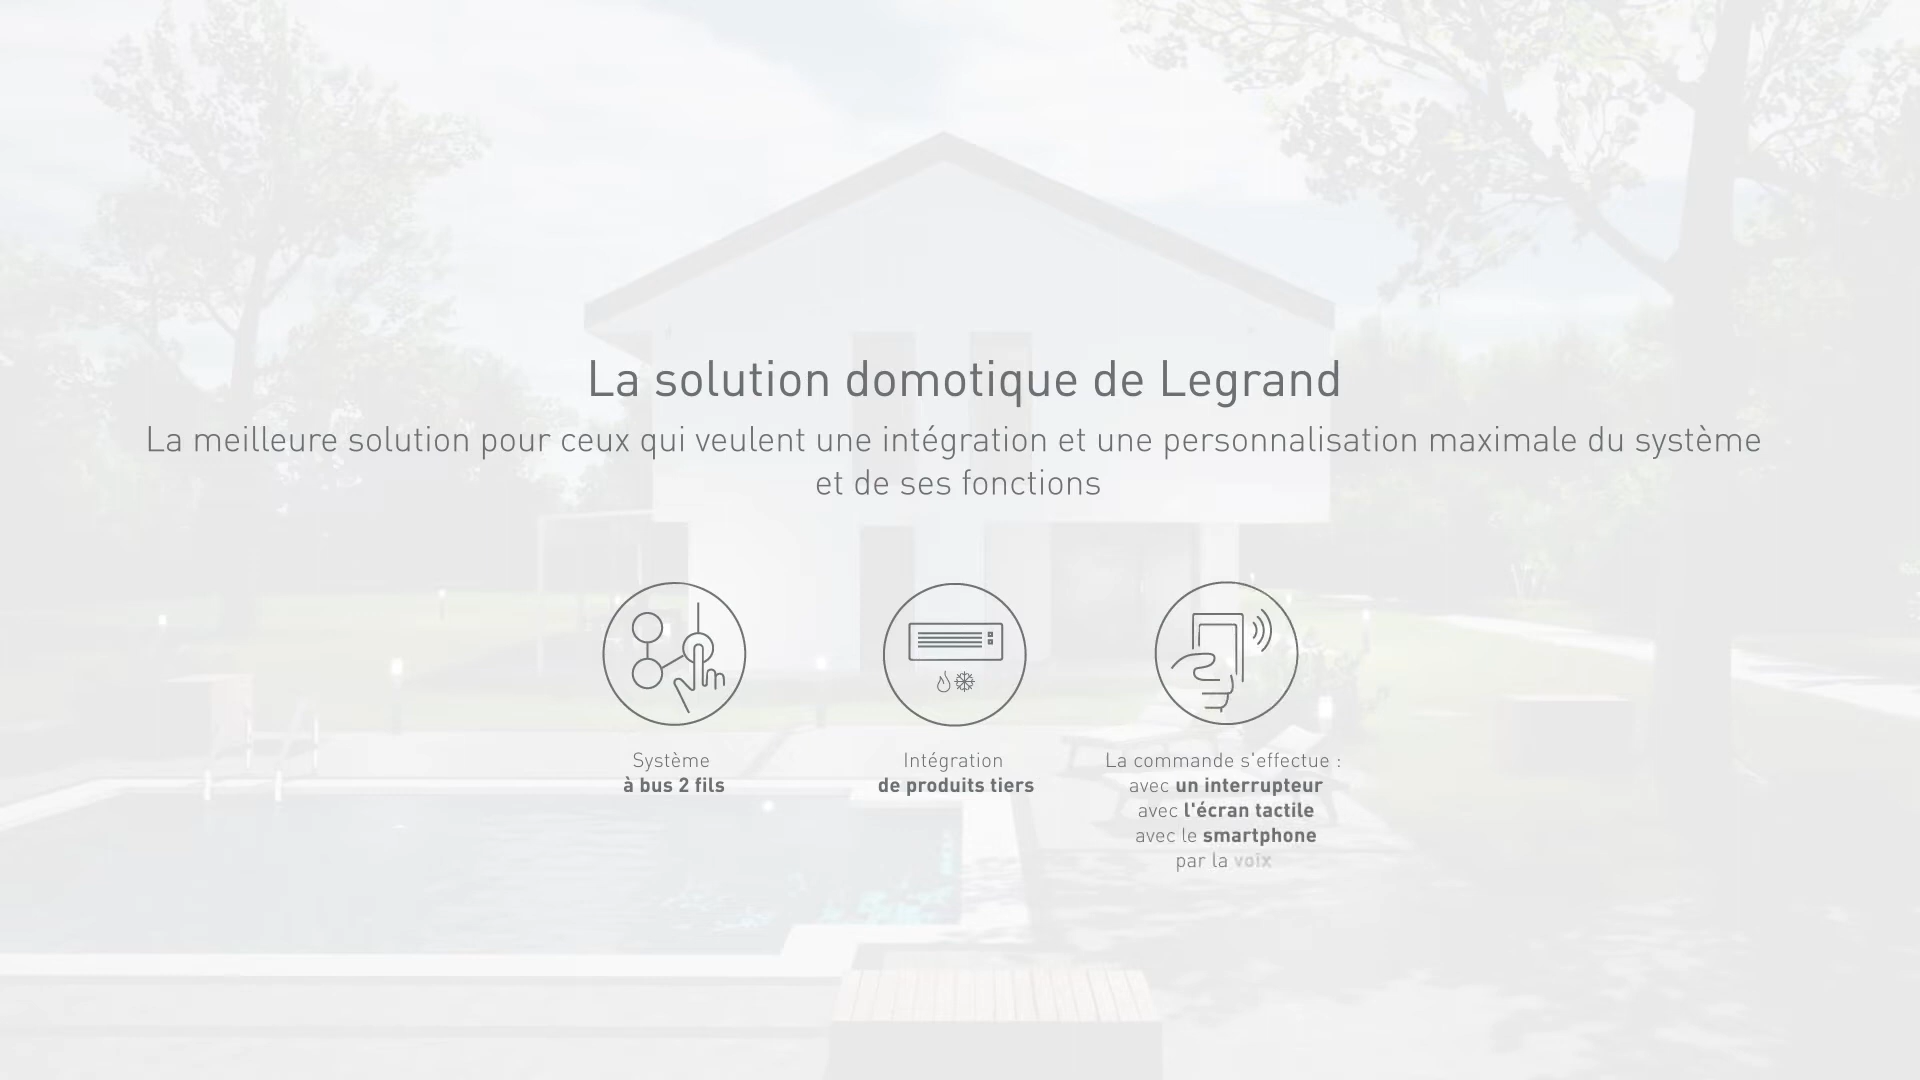 La solution domotique de Legrand
La meilleure solution pour ceux qui veulent une intégration et une personnalisation maximale du système
et de ses fonctions
Système
à bus 2 fils
Intégration
de produits tiers
La commande s'effectue :
avec un interrupteur
avec l'écran tactile
avec le smartphone
par la voix